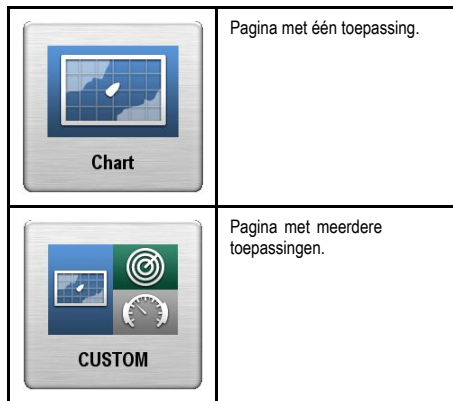 Pagina met één toepassing.
Chart
Pagina met meerdere
toepassingen.
CUSTOM